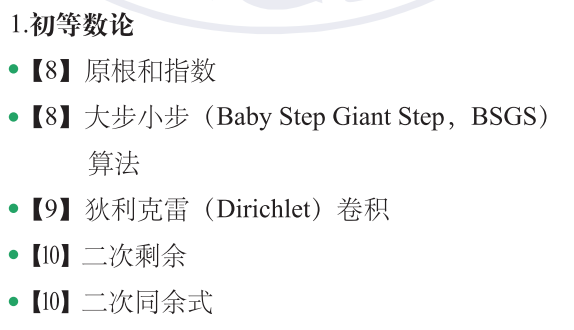 1.初等数论
【8】原根和指数
【8】大步小步（Baby Step Giant Step，BSGS）
算法
【9】狄利克雷（Dirichlet）卷积
【10】二次剩余
【10】二次同余式